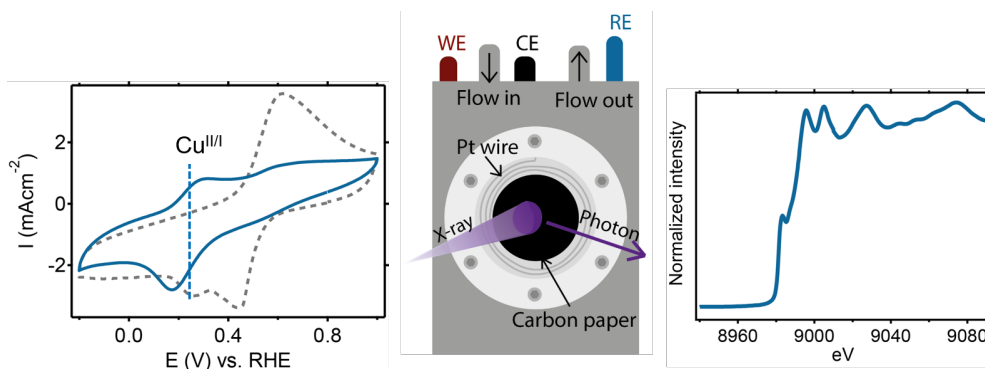 2
0
-2
I (mAcm⁻²)
Cu^II/I
0.0 0.4 0.8
E (V) vs. RHE
WE
CE
RE
Flow in
Flow out
Pt wire
X-ray
Photon
Carbon paper
Normalized intensity
8960 9000 9040 9080
eV